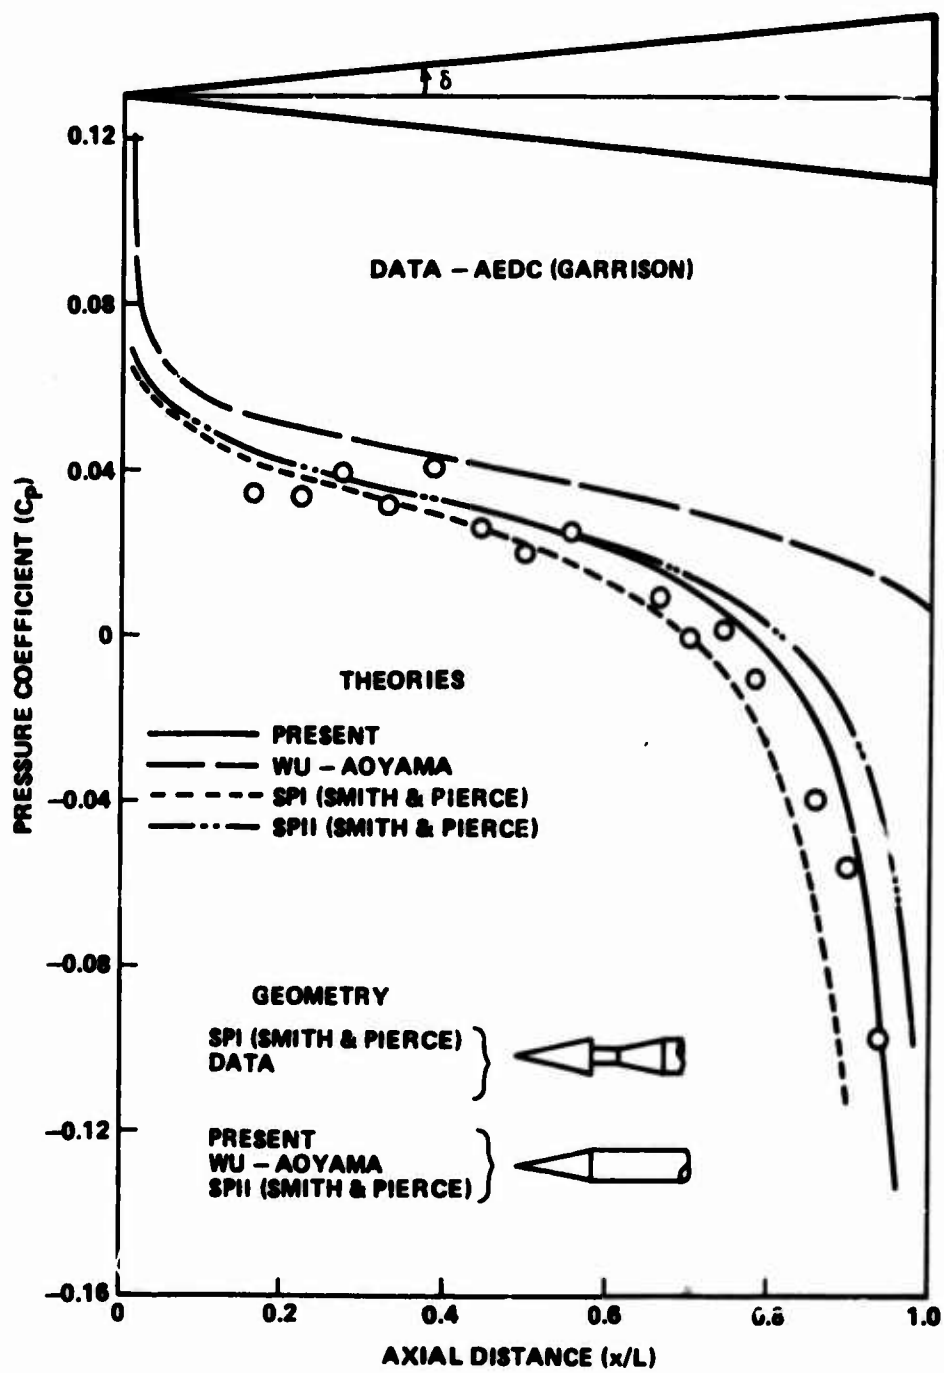 δ
0.12
DATA – AEDC (GARRISON)
0.08
0.04
PRESSURE COEFFICIENT (Cp)
0
THEORIES
PRESENT
WU – AOYAMA
–0.04
SPI (SMITH & PIERCE)
SPII (SMITH & PIERCE)
–0.08
GEOMETRY
SPI (SMITH & PIERCE)
DATA
–0.12
PRESENT
WU – AOYAMA
SPII (SMITH & PIERCE)
–0.16
0 0.2 0.4 0.6 0.8 1.0
AXIAL DISTANCE (x/L)